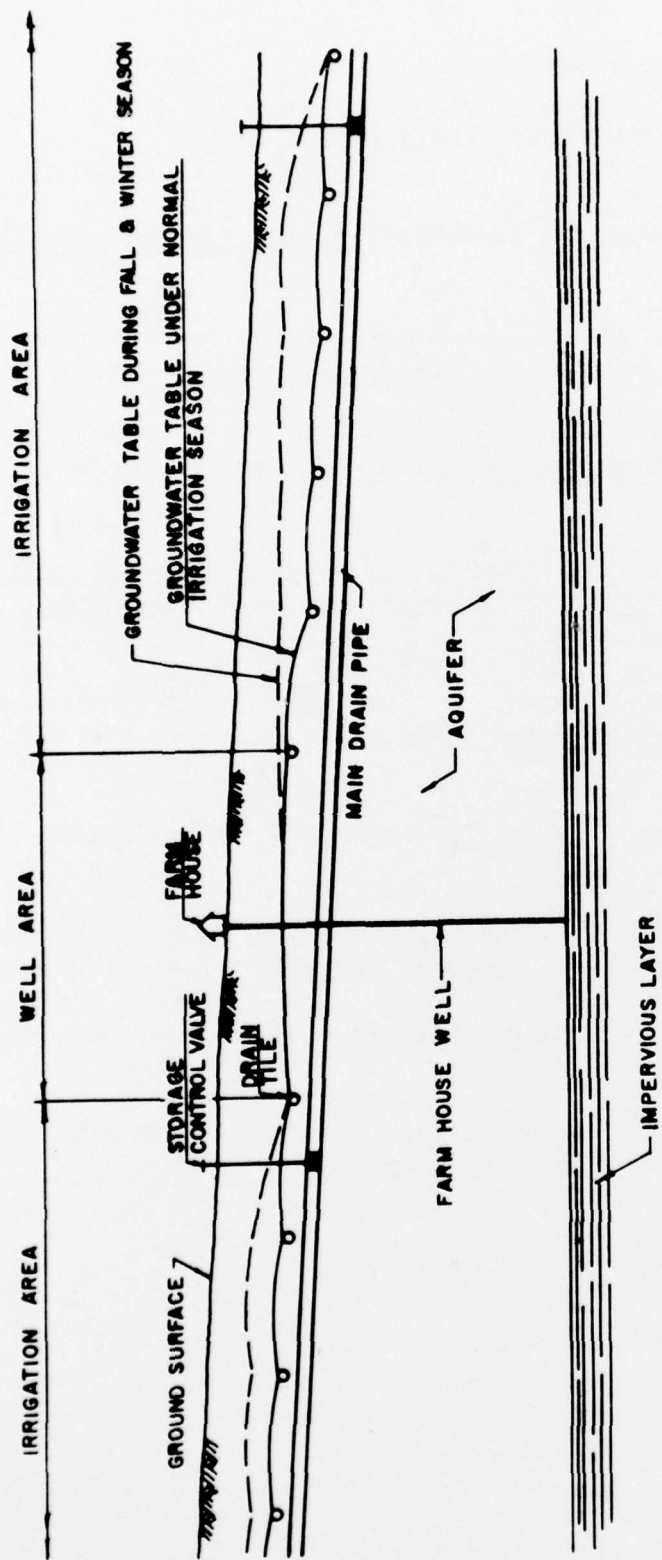 IRRIGATION AREA
WELL AREA
IRRIGATION AREA
GROUND SURFACE
STORAGE
CONTROL VALVE
DRAIN
TILE
FARM
HOUSE
GROUNDWATER TABLE DURING FALL & WINTER SEASON
GROUNDWATER TABLE UNDER NORMAL
IRRIGATION SEASON
MAIN DRAIN PIPE
FARM HOUSE WELL
AQUIFER
IMPERVIOUS LAYER